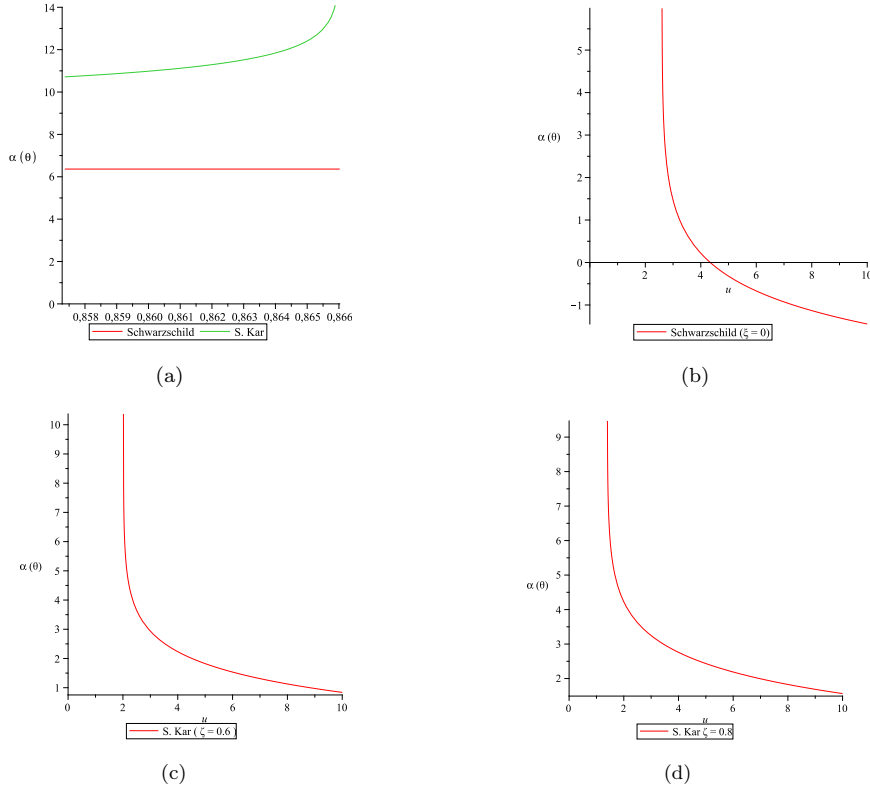 14
12
10
8
6
4
2
0
α (θ)
0,858 0,859 0,860 0,861 0,862 0,863 0,864 0,865 0,866
Schwarzschild S. Kar
(a)
5
4
3
2
1
0
−1
α (θ)
2 4 6 8 10
u
Schwarzschild (ξ = 0)
(b)
10
9
8
7
6
5
4
3
2
1
α (θ)
0 2 4 6 8 10
u
S. Kar ( ζ = 0.6 )
(c)
9
8
7
6
5
4
3
2
α (θ)
0 2 4 6 8 10
u
S. Kar ζ = 0.8
(d)